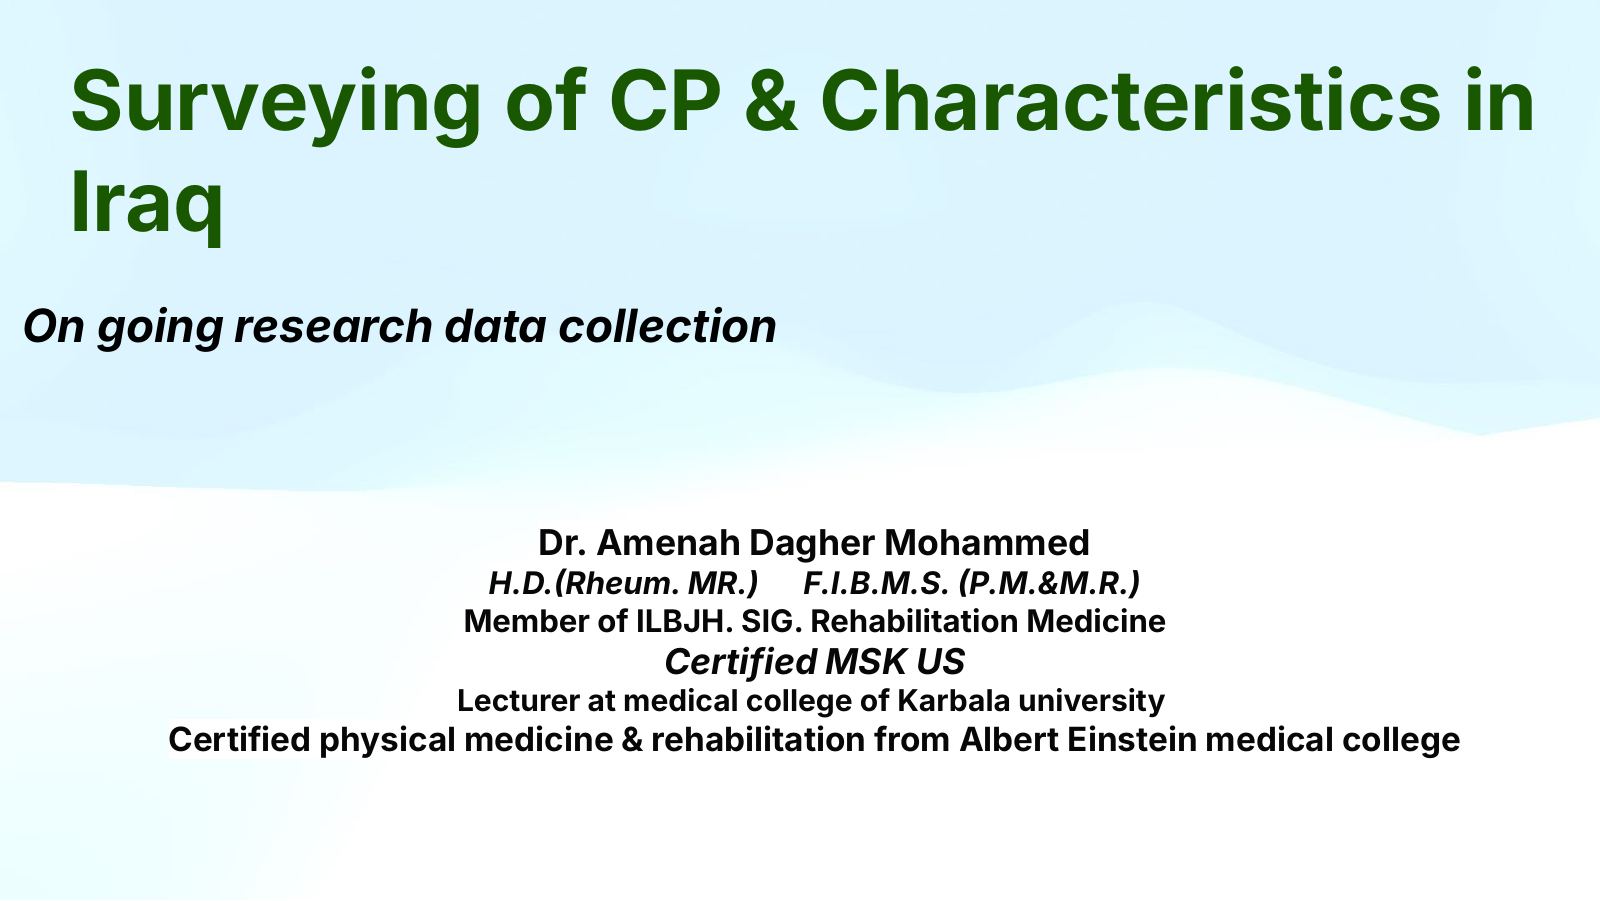 Surveying of CP & Characteristics in
Iraq
On going research data collection
Dr. Amenah Dagher Mohammed
H.D.(Rheum. MR.) F.I.B.M.S. (P.M.&M.R.)
Member of ILBJH. SIG. Rehabilitation Medicine
Certified MSK US
Lecturer at medical college of Karbala university
Certified physical medicine & rehabilitation from Albert Einstein medical college